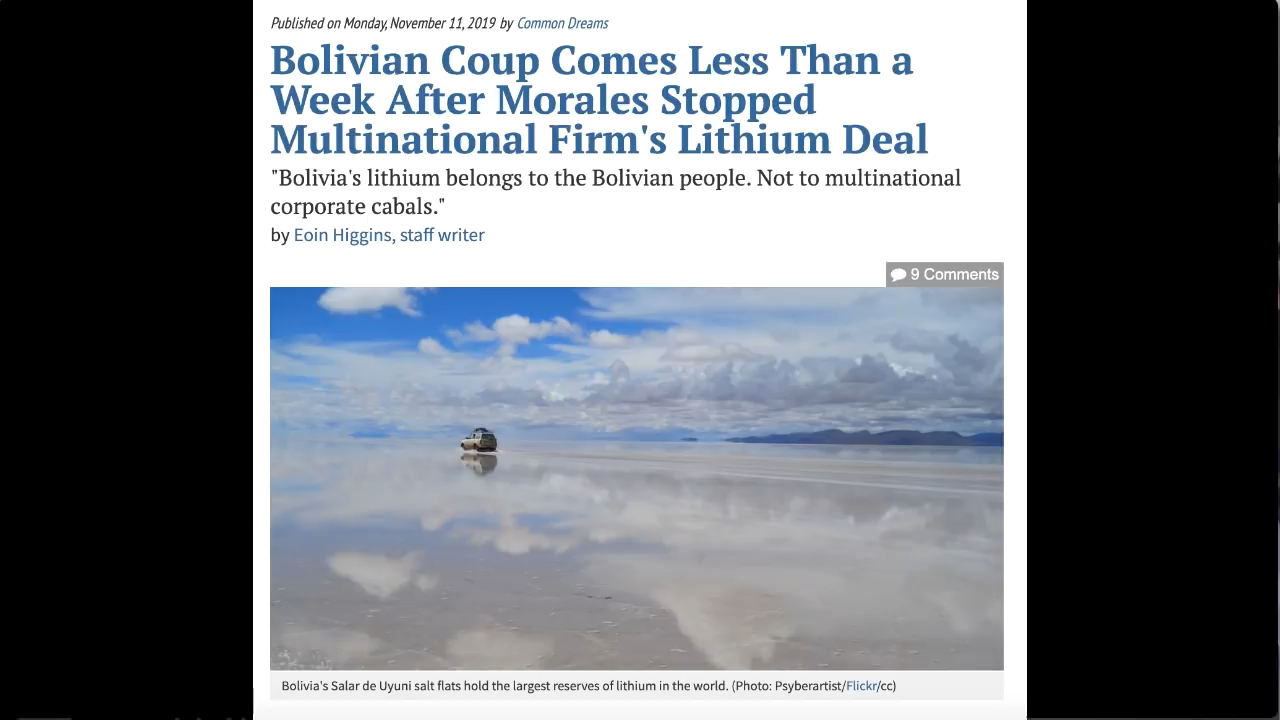 Published on Monday, November 11, 2019 by Common Dreams
Bolivian Coup Comes Less Than a
Week After Morales Stopped
Multinational Firm's Lithium Deal
"Bolivia's lithium belongs to the Bolivian people. Not to multinational
corporate cabals."
by Eoin Higgins, staff writer
9 Comments
Bolivia's Salar de Uyuni salt flats hold the largest reserves of lithium in the world. (Photo: Psyberartist/Flickr/cc)